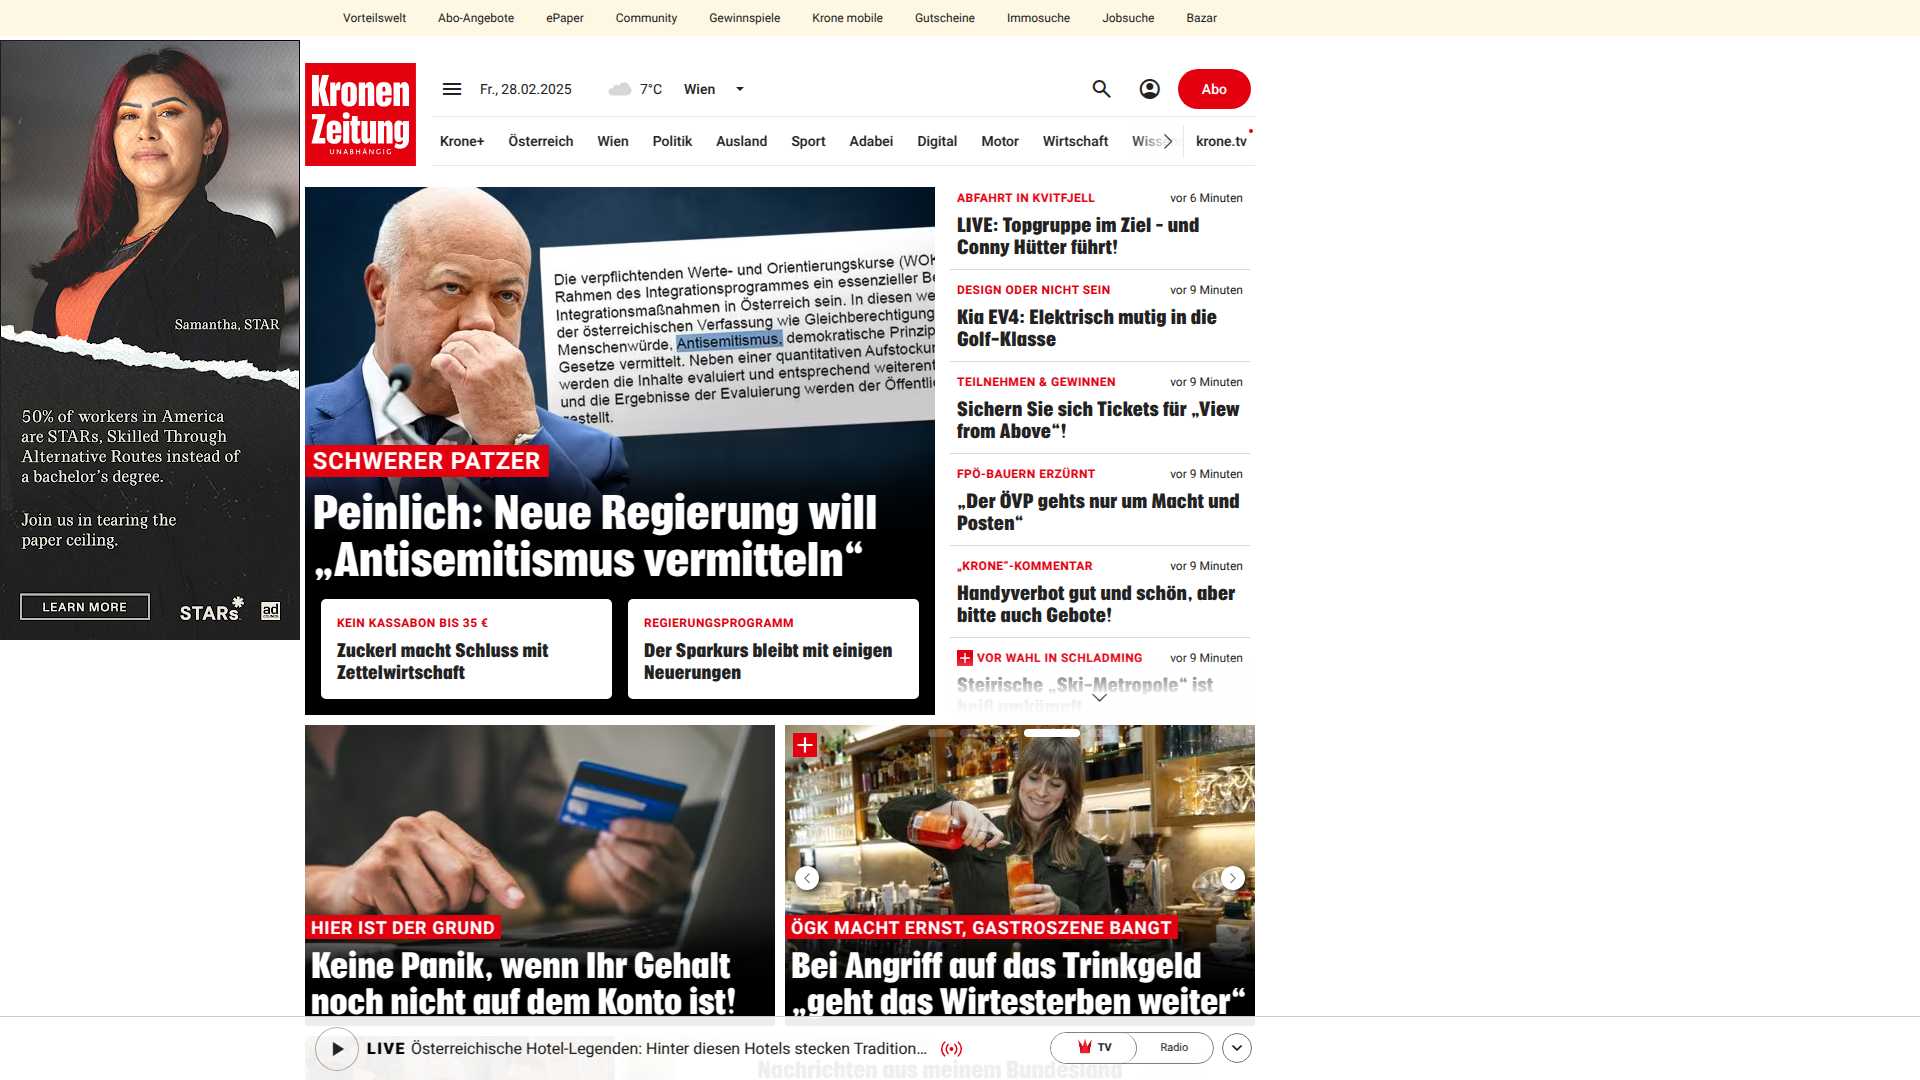 Vorteilswelt Abo-Angebote ePaper Community Gewinnspiele Krone mobile Gutscheine Immosuche Jobsuche Bazar
Kronen
Zeitung
UNABHÄNGIG
Fr., 28.02.2025 7°C Wien
Abo
Krone+ Österreich Wien Politik Ausland Sport Adabei Digital Motor Wirtschaft krone.tv
Samantha, STAR
50% of workers in America
are STARs, Skilled Through
Alternative Routes instead of
a bachelor's degree.
Join us in tearing the
paper ceiling.
LEARN MORE
STARs*
ad
Die verpflichtenden Werte- und Orientierungskurse
Rahmen des Integrationsprogrammes ein essenzieller
Integrationsmaßnahmen in Österreich sein. In diesen
der österreichischen Verfassung wie Gleichberechtigung
Menschenwürde, Antisemitismus, demokratische
Gesetze vermittelt. Neben einer quantitativen
werden die Inhalte evaluiert und entsprechend
und die Ergebnisse der Evaluierung werden der
gestellt.
SCHWERER PATZER
Peinlich: Neue Regierung will
„Antisemitismus vermitteln“
KEIN KASSABON BIS 35 €
Zuckerl macht Schluss mit
Zettelwirtschaft
REGIERUNGSPROGRAMM
Der Sparkurs bleibt mit einigen
Neuerungen
ABFAHRT IN KVITFJELL vor 6 Minuten
LIVE: Topgruppe im Ziel - und
Conny Hütter führt!
DESIGN ODER NICHT SEIN vor 9 Minuten
Kia EV4: Elektrisch mutig in die
Golf-Klasse
TEILNEHMEN & GEWINNEN vor 9 Minuten
Sichern Sie sich Tickets für „View
from Above“!
FPÖ-BAUERN ERZÜRNT vor 9 Minuten
„Der ÖVP gehts nur um Macht und
Posten“
„KRONE“-KOMMENTAR vor 9 Minuten
Handyverbot gut und schön, aber
bitte auch Gebote!
VOR WAHL IN SCHLADMING vor 9 Minuten
Steirische „Ski-Metropole“ ist
heiß umkämpft
HIER IST DER GRUND
Keine Panik, wenn Ihr Gehalt
noch nicht auf dem Konto ist!
ÖGK MACHT ERNST, GASTROSZENE BANGT
Bei Angriff auf das Trinkgeld
„geht das Wirtesterben weiter“
LIVE Österreichische Hotel-Legenden: Hinter diesen Hotels stecken Tradition...
TV Radio
Nachrichten aus meinem Bundesland